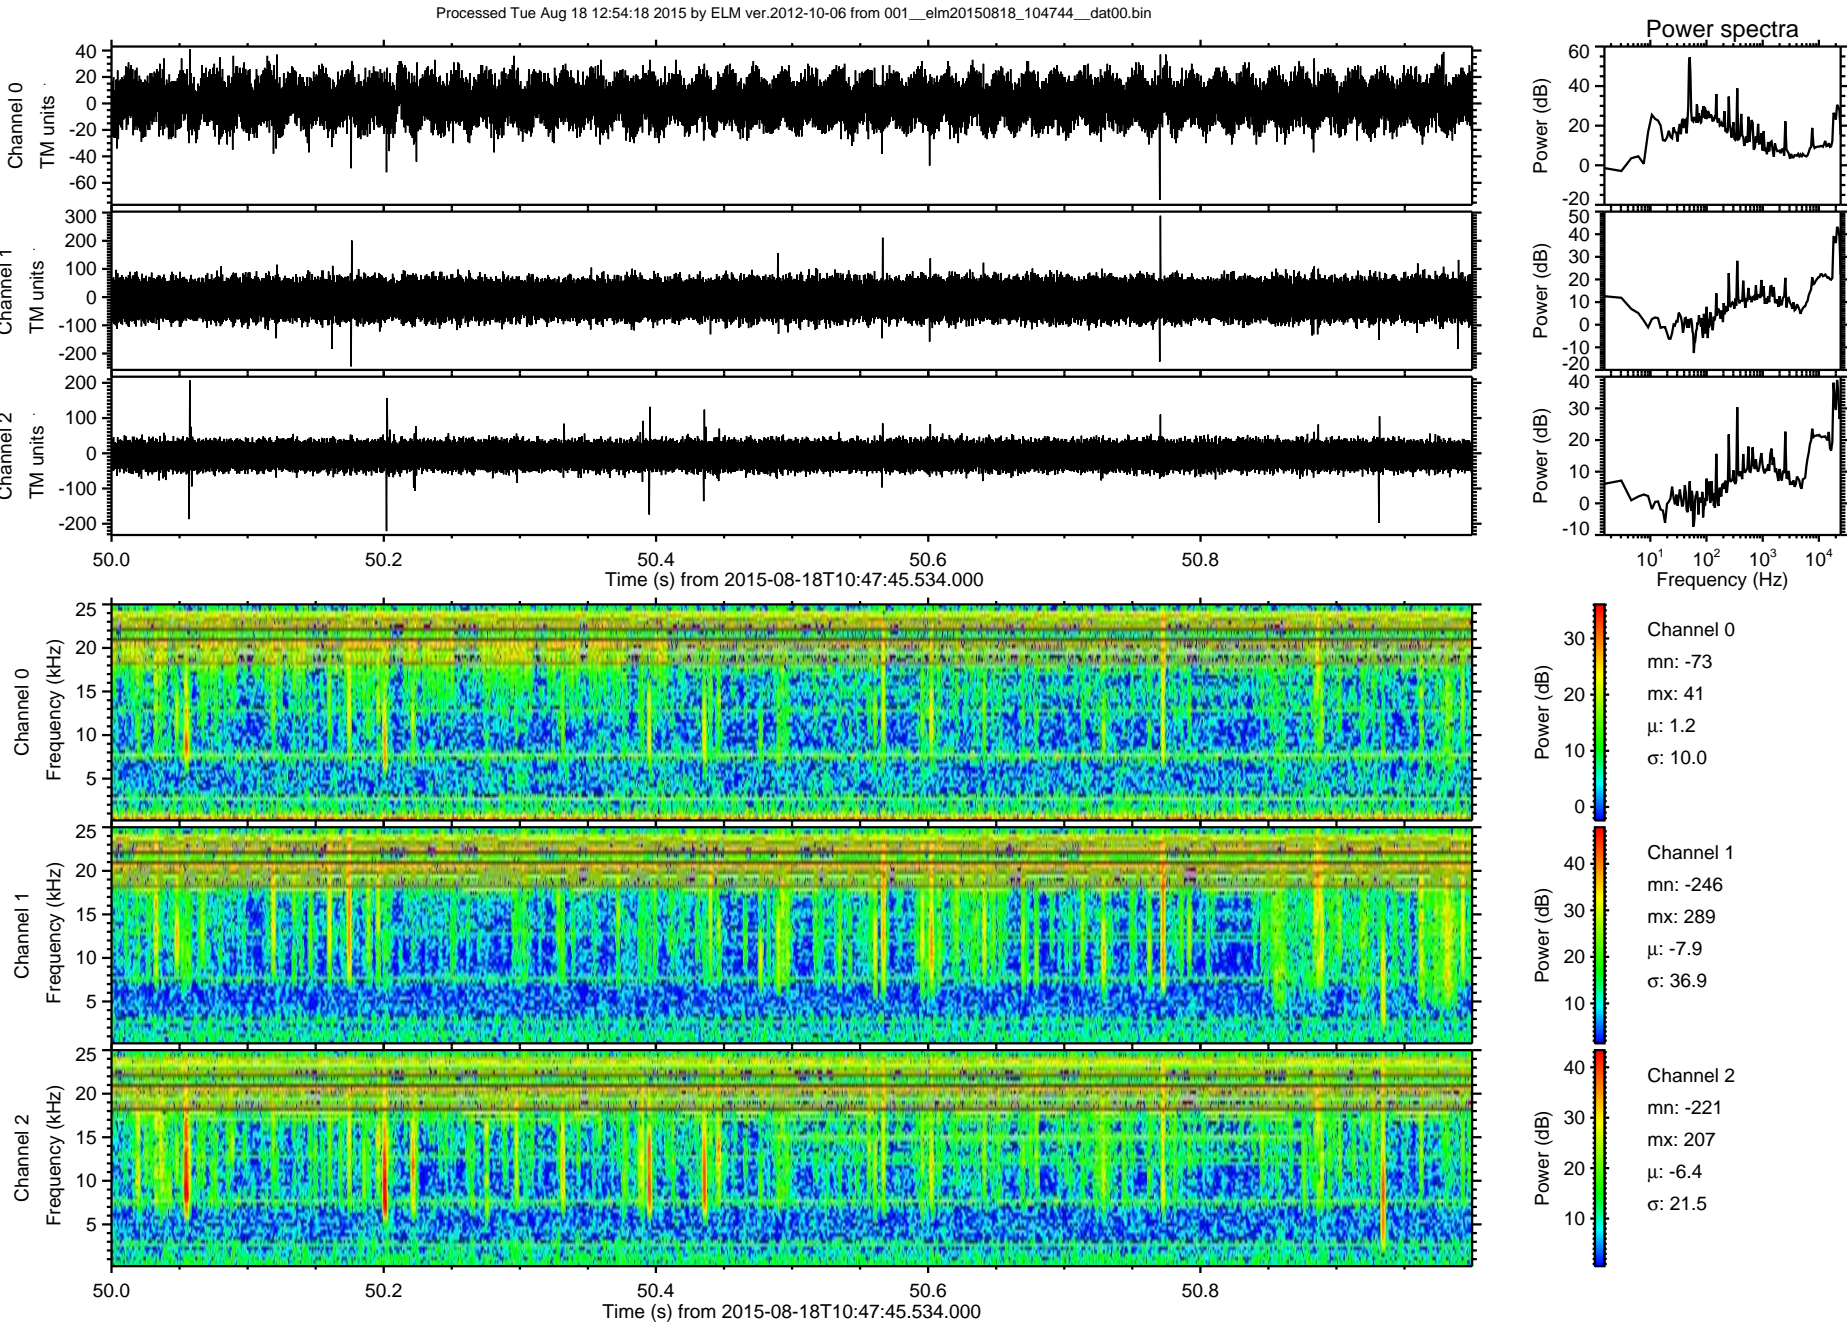 Processed Tue Aug 18 12:54:18 2015 by ELM ver.2012-10-06 from 001__elm20150818_104744__dat00.bin
Power spectra
Channel 0
TM units
40
20
0
-20
-40
-60
Power (dB)
60
40
20
0
-20
Channel 1
TM units
300
200
100
0
-100
-200
Power (dB)
50
40
30
20
10
0
-10
-20
Channel 2
TM units
200
100
0
-100
-200
Power (dB)
40
30
20
10
0
-10
50.0 50.2 50.4 50.6 50.8
Time (s) from 2015-08-18T10:47:45.534.000
10^1 10^2 10^3 10^4
Frequency (Hz)
Channel 0
Frequency (kHz)
25
20
15
10
5
Power (dB)
30
20
10
0
Channel 0
mn: -73
mx: 41
μ: 1.2
σ: 10.0
Channel 1
Frequency (kHz)
25
20
15
10
5
Power (dB)
40
30
20
10
Channel 1
mn: -246
mx: 289
μ: -7.9
σ: 36.9
Channel 2
Frequency (kHz)
25
20
15
10
5
Power (dB)
40
30
20
10
Channel 2
mn: -221
mx: 207
μ: -6.4
σ: 21.5
50.0 50.2 50.4 50.6 50.8
Time (s) from 2015-08-18T10:47:45.534.000